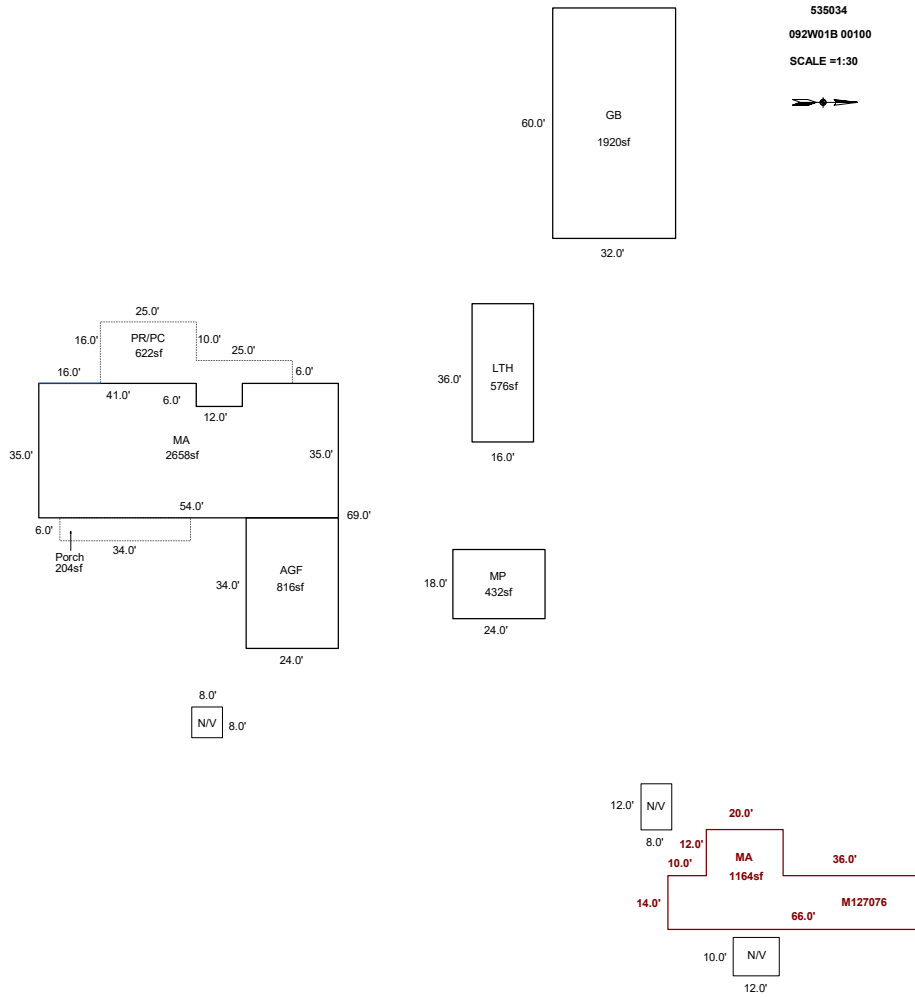 535034
092W01B 00100
SCALE =1:30
GB
1920sf
60.0'
32.0'
25.0'
16.0'
PR/PC
622sf
10.0'
25.0'
16.0'
6.0'
41.0'
6.0'
12.0'
35.0'
MA
2658sf
35.0'
54.0'
69.0'
6.0'
34.0'
Porch
204sf
34.0'
AGF
816sf
24.0'
LTH
576sf
36.0'
16.0'
18.0'
MP
432sf
24.0'
8.0'
N/V
8.0'
12.0'
N/V
8.0'
20.0'
12.0'
10.0'
MA
1164sf
36.0'
14.0'
M127076
66.0'
10.0'
N/V
12.0'